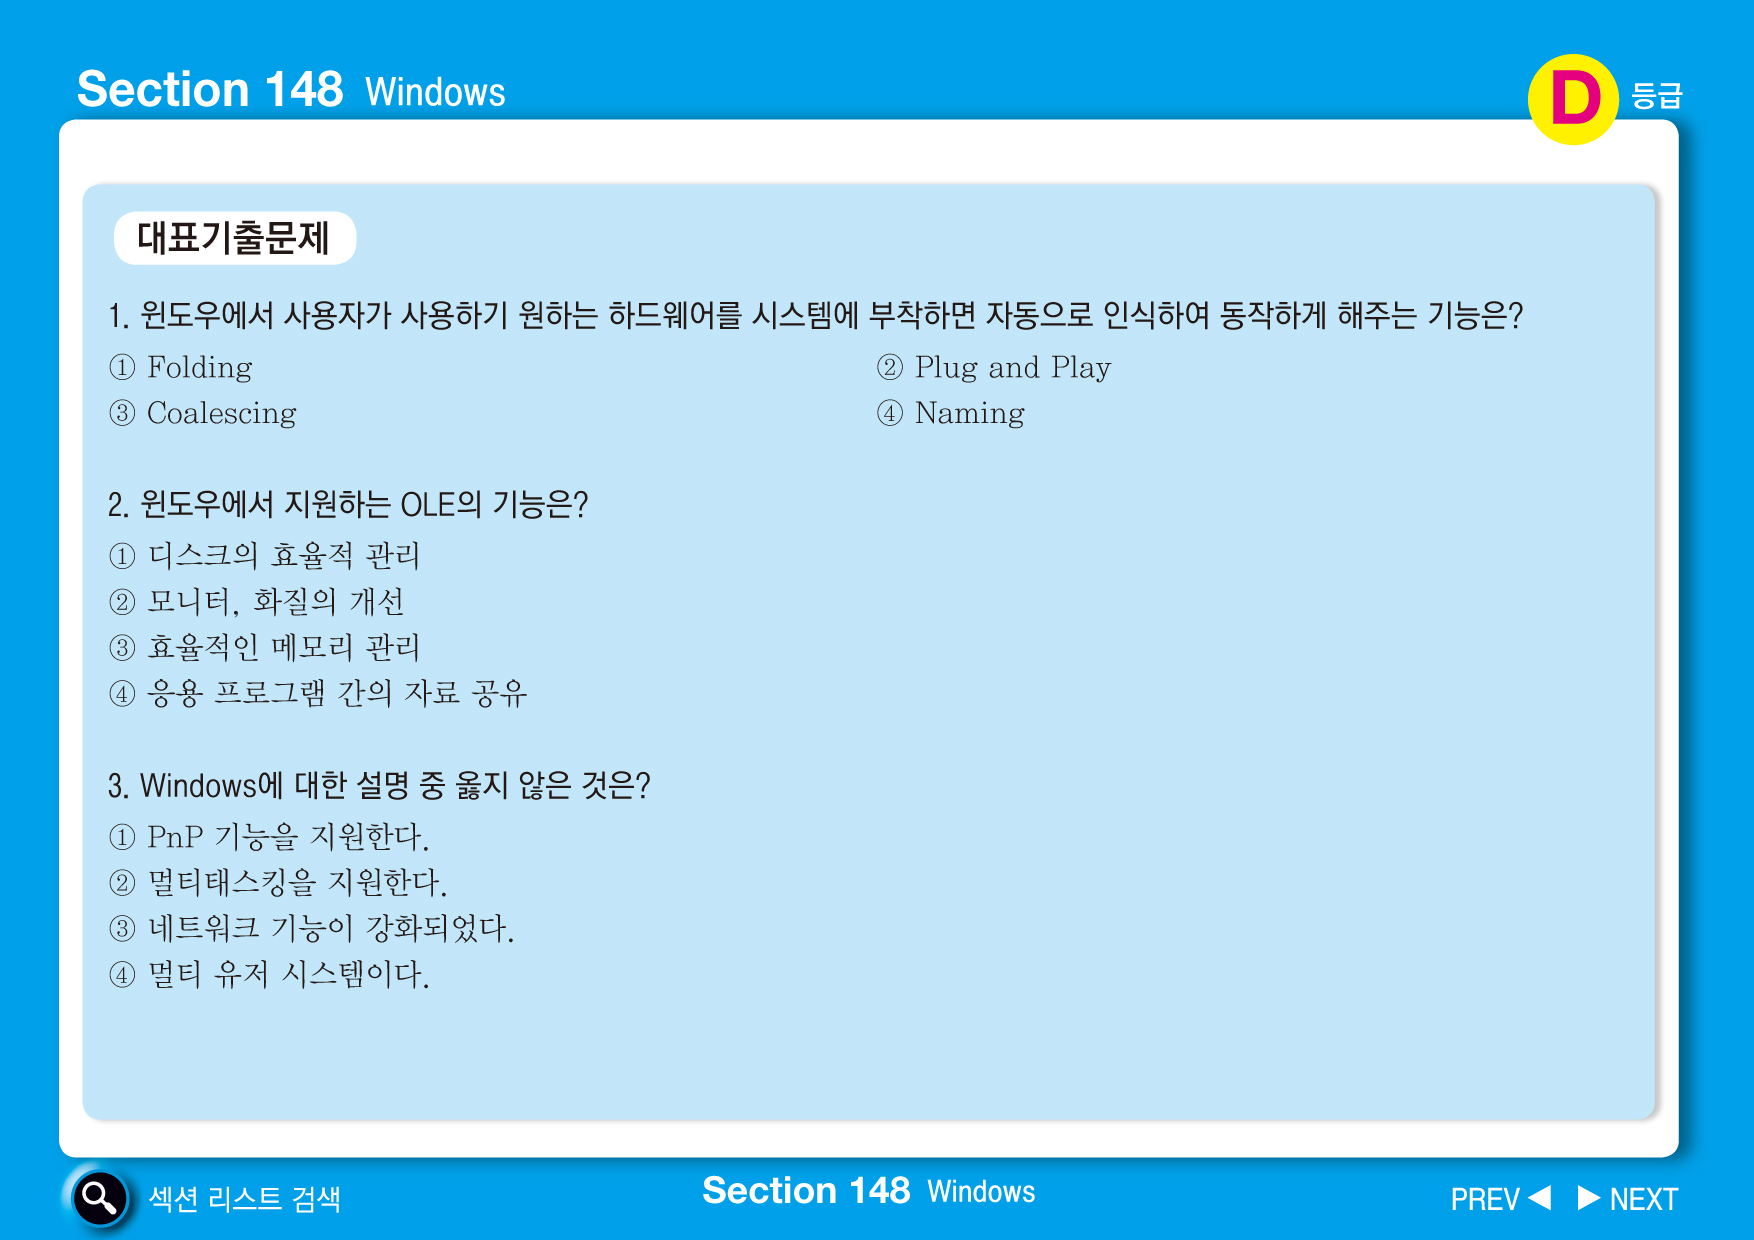 Section 148 Windows
D 등급
대표기출문제
1. 윈도우에서 사용자가 사용하기 원하는 하드웨어를 시스템에 부착하면 자동으로 인식하여 동작하게 해주는 기능은?
① Folding ② Plug and Play
③ Coalescing ④ Naming
2. 윈도우에서 지원하는 OLE의 기능은?
① 디스크의 효율적 관리
② 모니터, 화질의 개선
③ 효율적인 메모리 관리
④ 응용 프로그램 간의 자료 공유
3. Windows에 대한 설명 중 옳지 않은 것은?
① PnP 기능을 지원한다.
② 멀티태스킹을 지원한다.
③ 네트워크 기능이 강화되었다.
④ 멀티 유저 시스템이다.
섹션 리스트 검색
Section 148 Windows
PREV ◀ ▶ NEXT